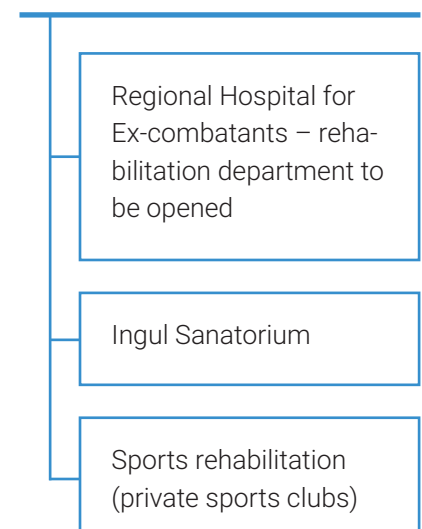 Regional Hospital for
Ex-combatants – reha-
bilitation department to
be opened
Ingul Sanatorium
Sports rehabilitation
(private sports clubs)